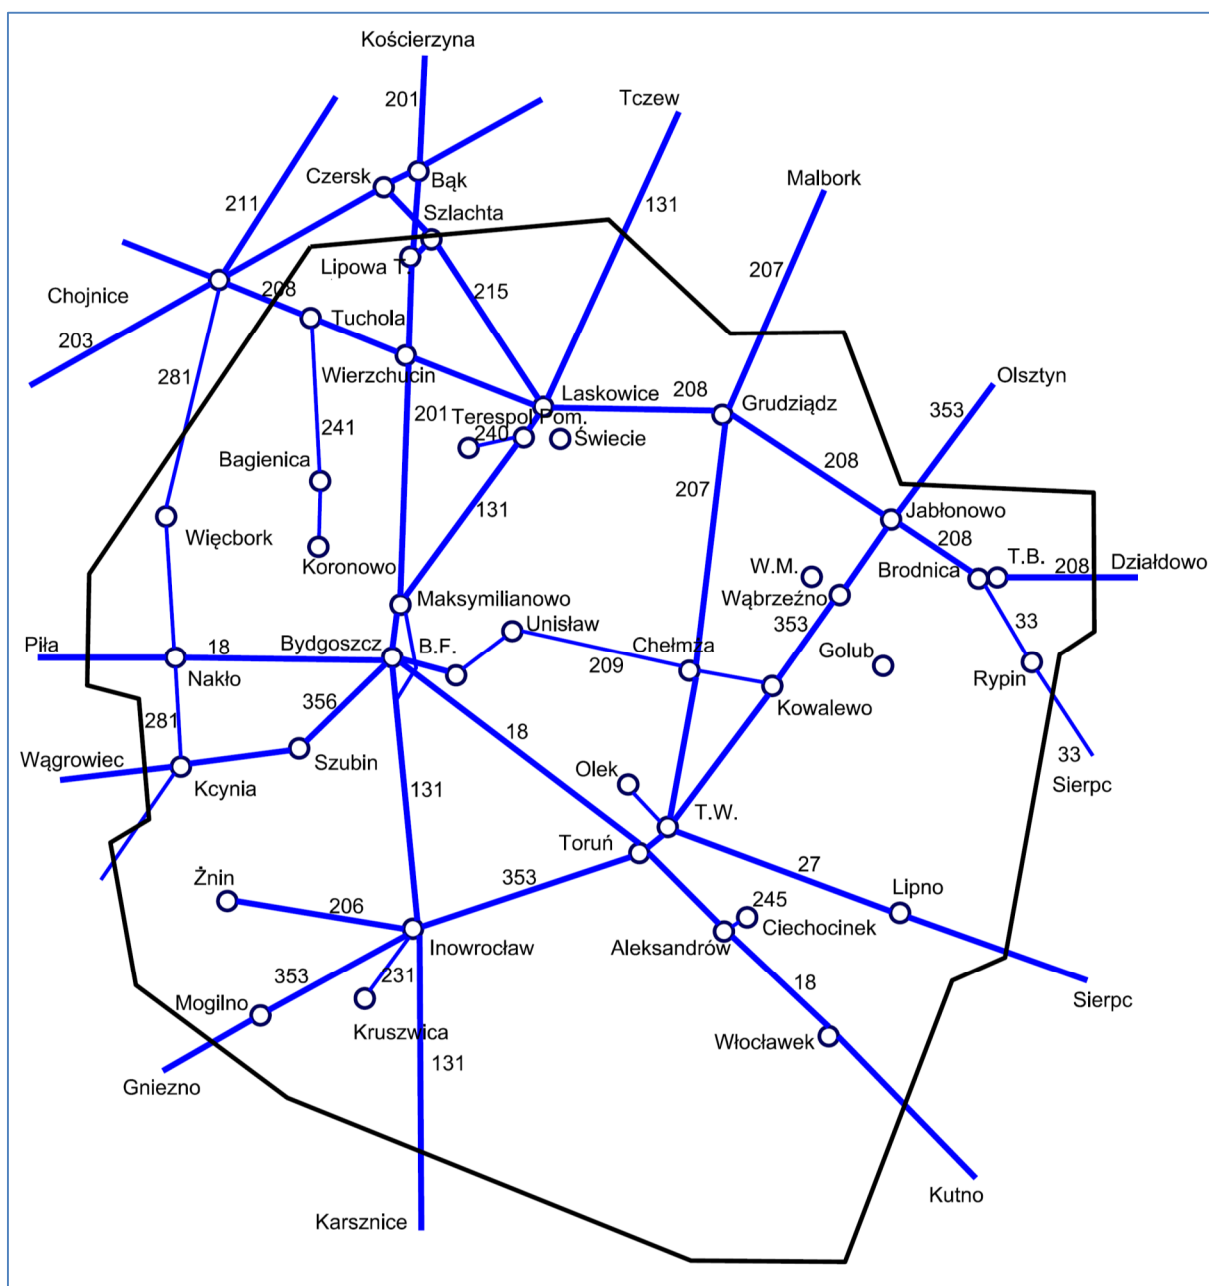 Kościerzyna
201
Tczew
Czersk
Bąk
Malbork
211
Szlachta
131
Lipowa T.
207
Chojnice
208
215
Tuchola
203
Wierzchucin
Olsztyn
281
Laskowice
208
Grudziądz
353
201
Terespol Pom.
241
240
Świecie
Bagienica
208
207
131
Jabłonowo
Więcbork
208
T.B.
Koronowo
W.M.
Brodnica
208
Działdowo
Maksymilianowo
Wąbrzeźno
Unisław
353
33
Piła
18
Bydgoszcz
B.F.
Chełmża
Golub
209
Nakło
Rypin
356
Kowalewo
281
18
Wągrowiec
Szubin
33
Kcynia
Olek
Sierpc
131
T.W.
Toruń
27
Żnin
353
Lipno
206
245
Ciechocinek
Inowrocław
Aleksandrów
353
231
18
Mogilno
Sierpc
Kruszwica
Włocławek
131
Gniezno
Kutno
Karsznice